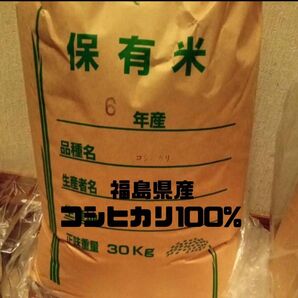 保有米
6年産
品種名 コシヒカリ
生産者名
福島県産
コシヒカリ100%
正味重量 30Kg